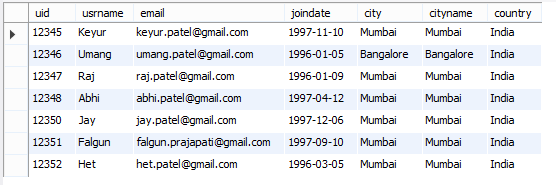 uid usrname email joindate city cityname country
12345 Keyur keyur.patel@gmail.com 1997-11-10 Mumbai Mumbai India
12346 Umang umang.patel@gmail.com 1996-01-05 Bangalore Bangalore India
12347 Raj raj.patel@gmail.com 1996-01-09 Mumbai Mumbai India
12348 Abhi abhi.patel@gmail.com 1997-04-12 Mumbai Mumbai India
12350 Jay jay.patel@gmail.com 1997-12-06 Mumbai Mumbai India
12351 Falgun falgun.prajapati@gmail.com 1997-09-10 Mumbai Mumbai India
12352 Het het.patel@gmail.com 1996-03-05 Mumbai Mumbai India